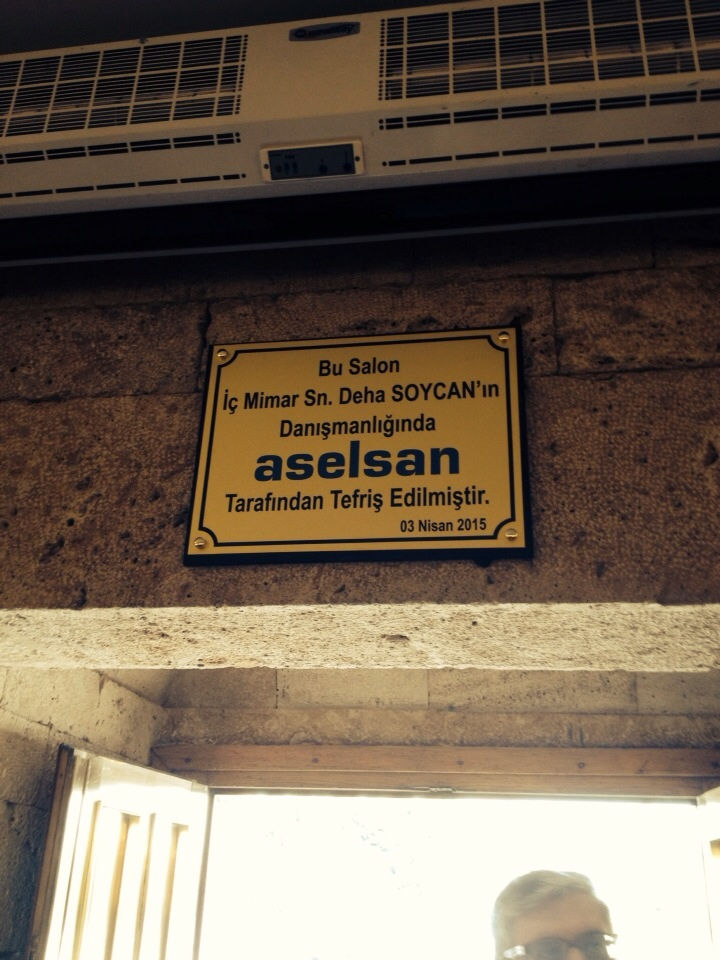 Bu Salon
İç Mimar Sn. Deha SOYCAN'ın
Danışmanlığında
aselsan
Tarafından Tefriş Edilmiştir.
03 Nisan 2015